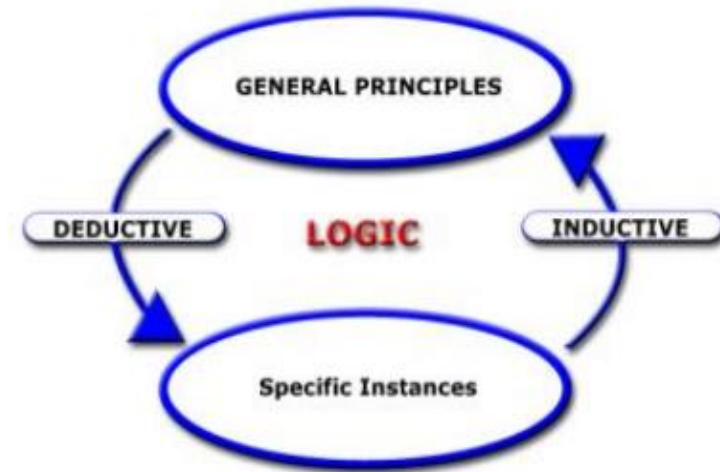 GENERAL PRINCIPLES
DEDUCTIVE
LOGIC
INDUCTIVE
Specific Instances